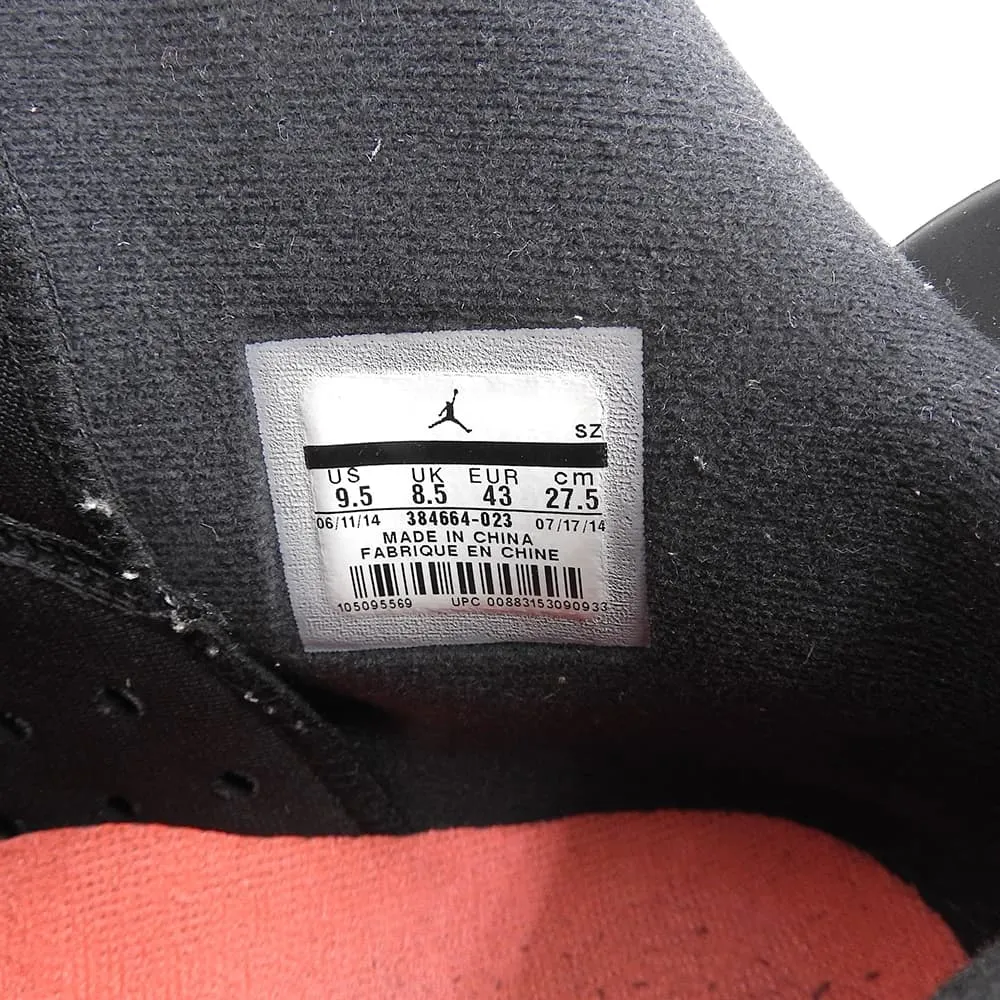 SZ
US UK EUR cm
9.5 8.5 43 27.5
06/11/14 384664-023 07/17/14
MADE IN CHINA
FABRIQUE EN CHINE
105095569 UPC 00883153090933